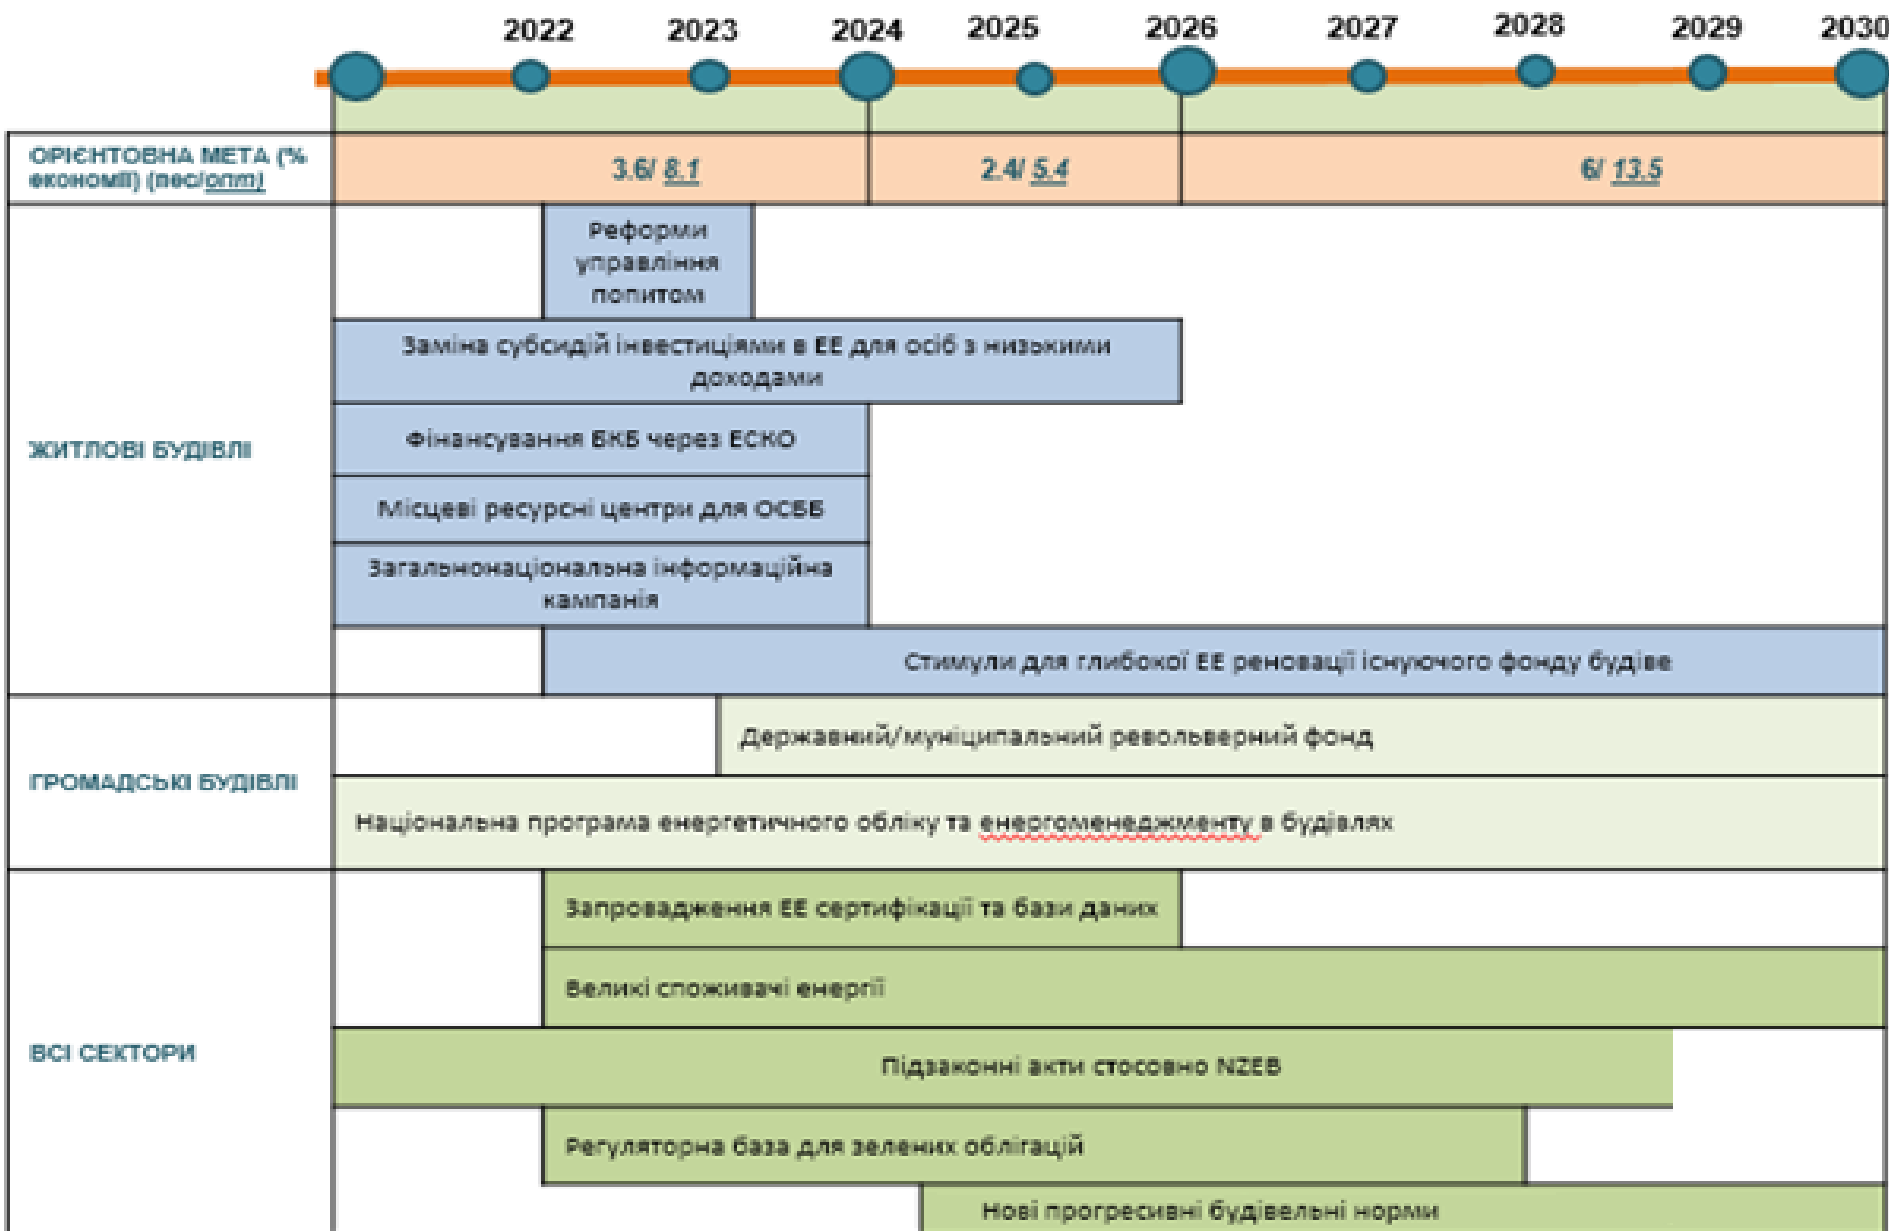 2022 2023 2024 2025 2026 2027 2028 2029 2030
ОРІЄНТОВНА МЕТА (%
економії) (пес/опт)
3.6/ 8.1
2.4/ 5.4
6/ 13.5
ЖИТЛОВІ БУДІВЛІ
Реформи
управління
попитом
Заміна субсидій інвестиціями в ЕЕ для осіб з низькими
доходами
Фінансування БКБ через ЕСКО
Місцеві ресурсні центри для ОСББ
Загальнонаціональна інформаційна
кампанія
Стимули для глибокої ЕЕ реновації існуючого фонду будіве
ГРОМАДСЬКІ БУДІВЛІ
Державний/муніципальний револьверний фонд
Національна програма енергетичного обліку та енергоменеджменту в будівлях
ВСІ СЕКТОРИ
Запровадження ЕЕ сертифікації та бази даних
Великі споживачі енергії
Підзаконні акти стосовно NZEB
Регуляторна база для зелених облігацій
Нові прогресивні будівельні норми